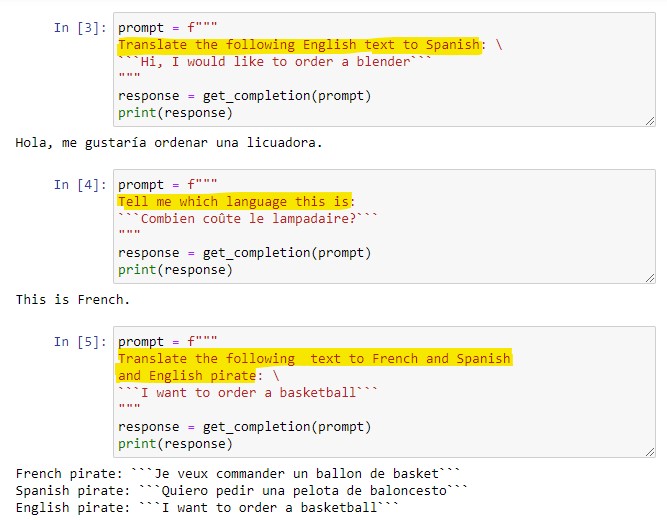 In [3]: prompt = f"""
Translate the following English text to Spanish: \
```Hi, I would like to order a blender```
"""
response = get_completion(prompt)
print(response)
Hola, me gustaría ordenar una licuadora.
In [4]: prompt = f"""
Tell me which language this is:
```Combien coûte le lampadaire?```
"""
response = get_completion(prompt)
print(response)
This is French.
In [5]: prompt = f"""
Translate the following  text to French and Spanish
and English pirate: \
```I want to order a basketball```
"""
response = get_completion(prompt)
print(response)
French pirate: ```Je veux commander un ballon de basket```
Spanish pirate: ```Quiero pedir una pelota de baloncesto```
English pirate: ```I want to order a basketball```